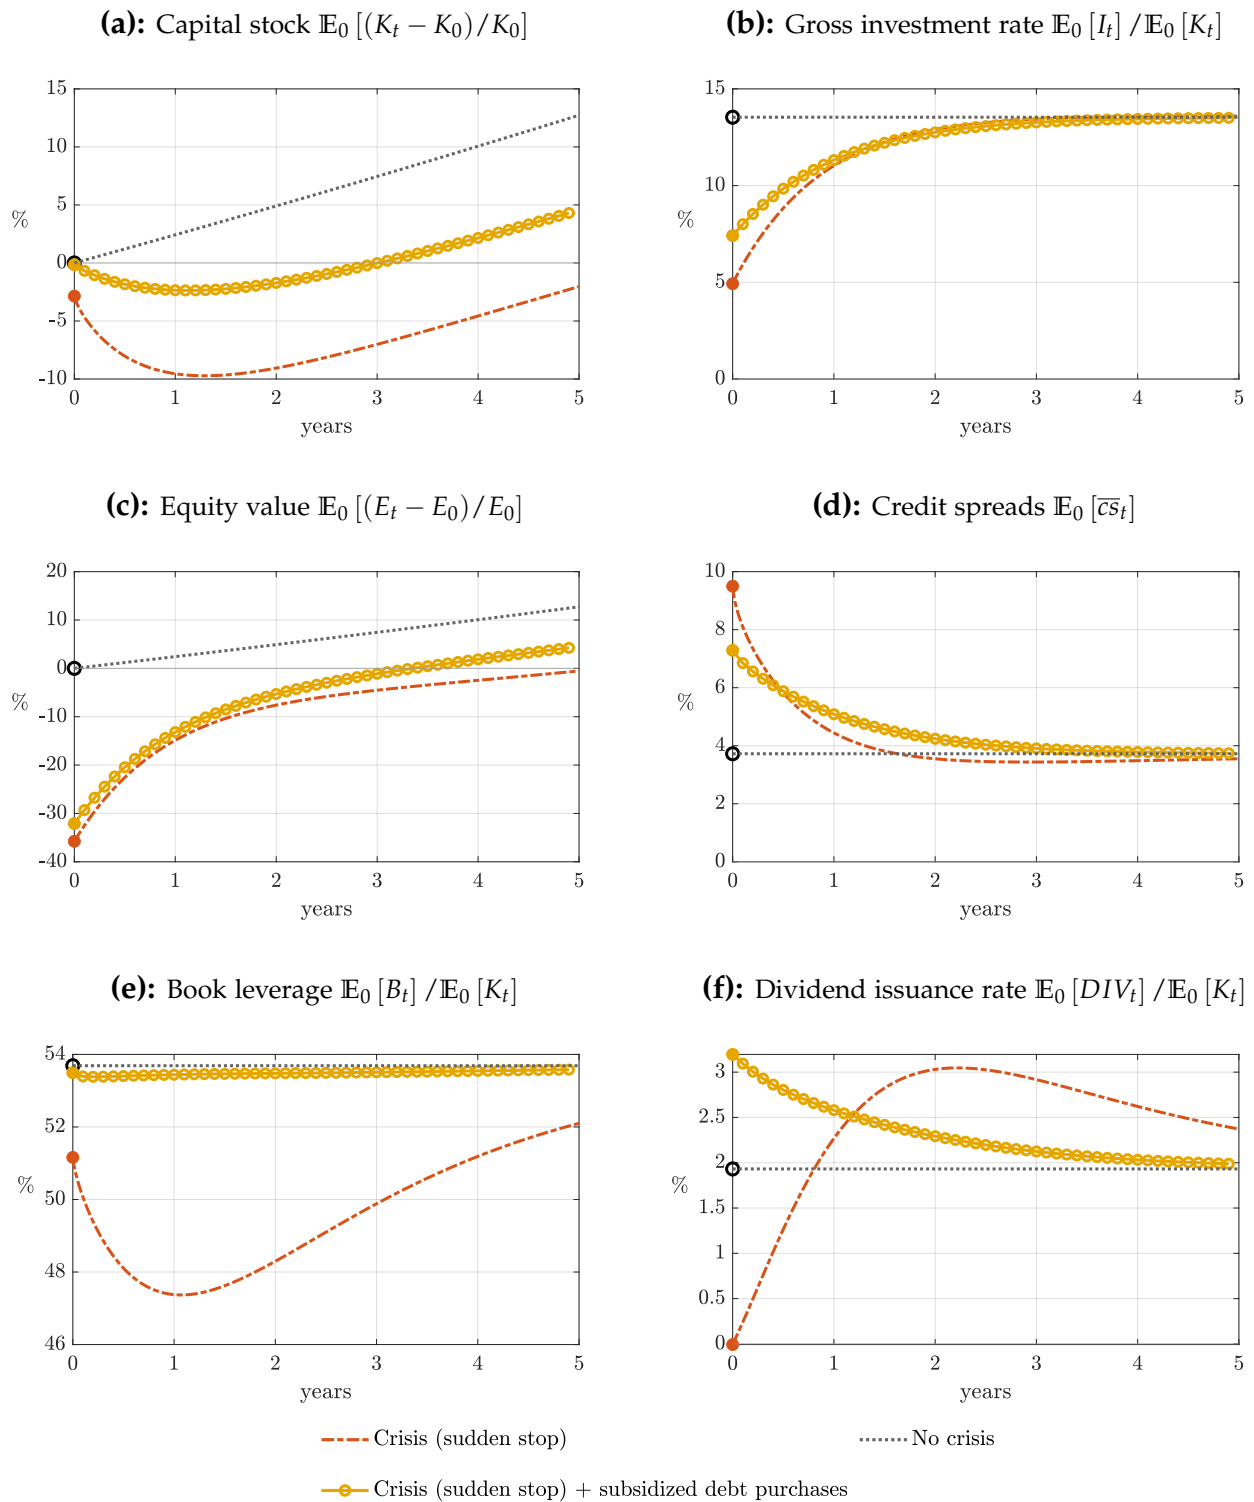 (a): Capital stock 𝔼₀ [(Kₜ − K₀)/K₀]
15
10
5
0
-5
-10
%
0 1 2 3 4 5
years
(b): Gross investment rate 𝔼₀ [Iₜ] /𝔼₀ [Kₜ]
15
10
5
0
%
0 1 2 3 4 5
years
(c): Equity value 𝔼₀ [(Eₜ − E₀)/E₀]
20
10
0
-10
-20
-30
-40
%
0 1 2 3 4 5
years
(d): Credit spreads 𝔼₀ [c̅s̅ₜ]
10
8
6
4
2
0
%
0 1 2 3 4 5
years
(e): Book leverage 𝔼₀ [Bₜ] /𝔼₀ [Kₜ]
54
52
50
48
46
%
0 1 2 3 4 5
years
(f): Dividend issuance rate 𝔼₀ [DIVₜ] /𝔼₀ [Kₜ]
3
2.5
2
1.5
1
0.5
0
%
0 1 2 3 4 5
years
Crisis (sudden stop)
No crisis
Crisis (sudden stop) + subsidized debt purchases